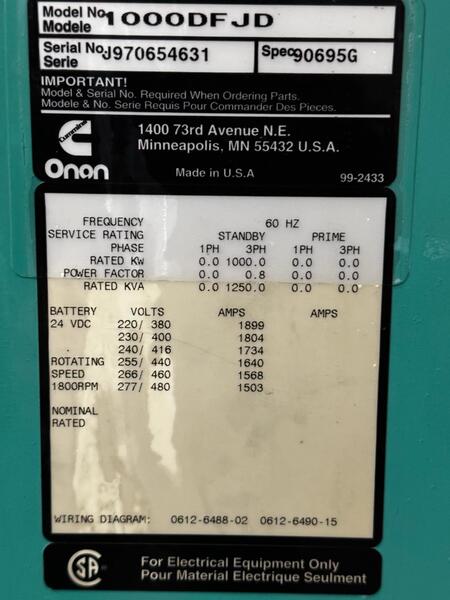 Model No. 1000DFJD
Modele
Serial No. J970654631 Spec 90695G
Serie
IMPORTANT!
Model & Serial No. Required When Ordering Parts.
Modele & No. Serie Requis Pour Commander Des Pieces.
Cummins
Onan
1400 73rd Avenue N.E.
Minneapolis, MN 55432 U.S.A.
Made in U.S.A
99-2433
FREQUENCY 60 HZ
SERVICE RATING STANDBY PRIME
PHASE 1PH 3PH 1PH 3PH
RATED KW 0.0 1000.0 0.0 0.0
POWER FACTOR 0.0 0.8 0.0 0.0
RATED KVA 0.0 1250.0 0.0 0.0
BATTERY VOLTS AMPS AMPS
24 VDC 220/ 380 1899
230/ 400 1804
240/ 416 1734
ROTATING 255/ 440 1640
SPEED 266/ 460 1568
1800RPM 277/ 480 1503
NOMINAL
RATED
WIRING DIAGRAM: 0612-6488-02 0612-6490-15
CSA
For Electrical Equipment Only
Pour Material Electrique Seulment